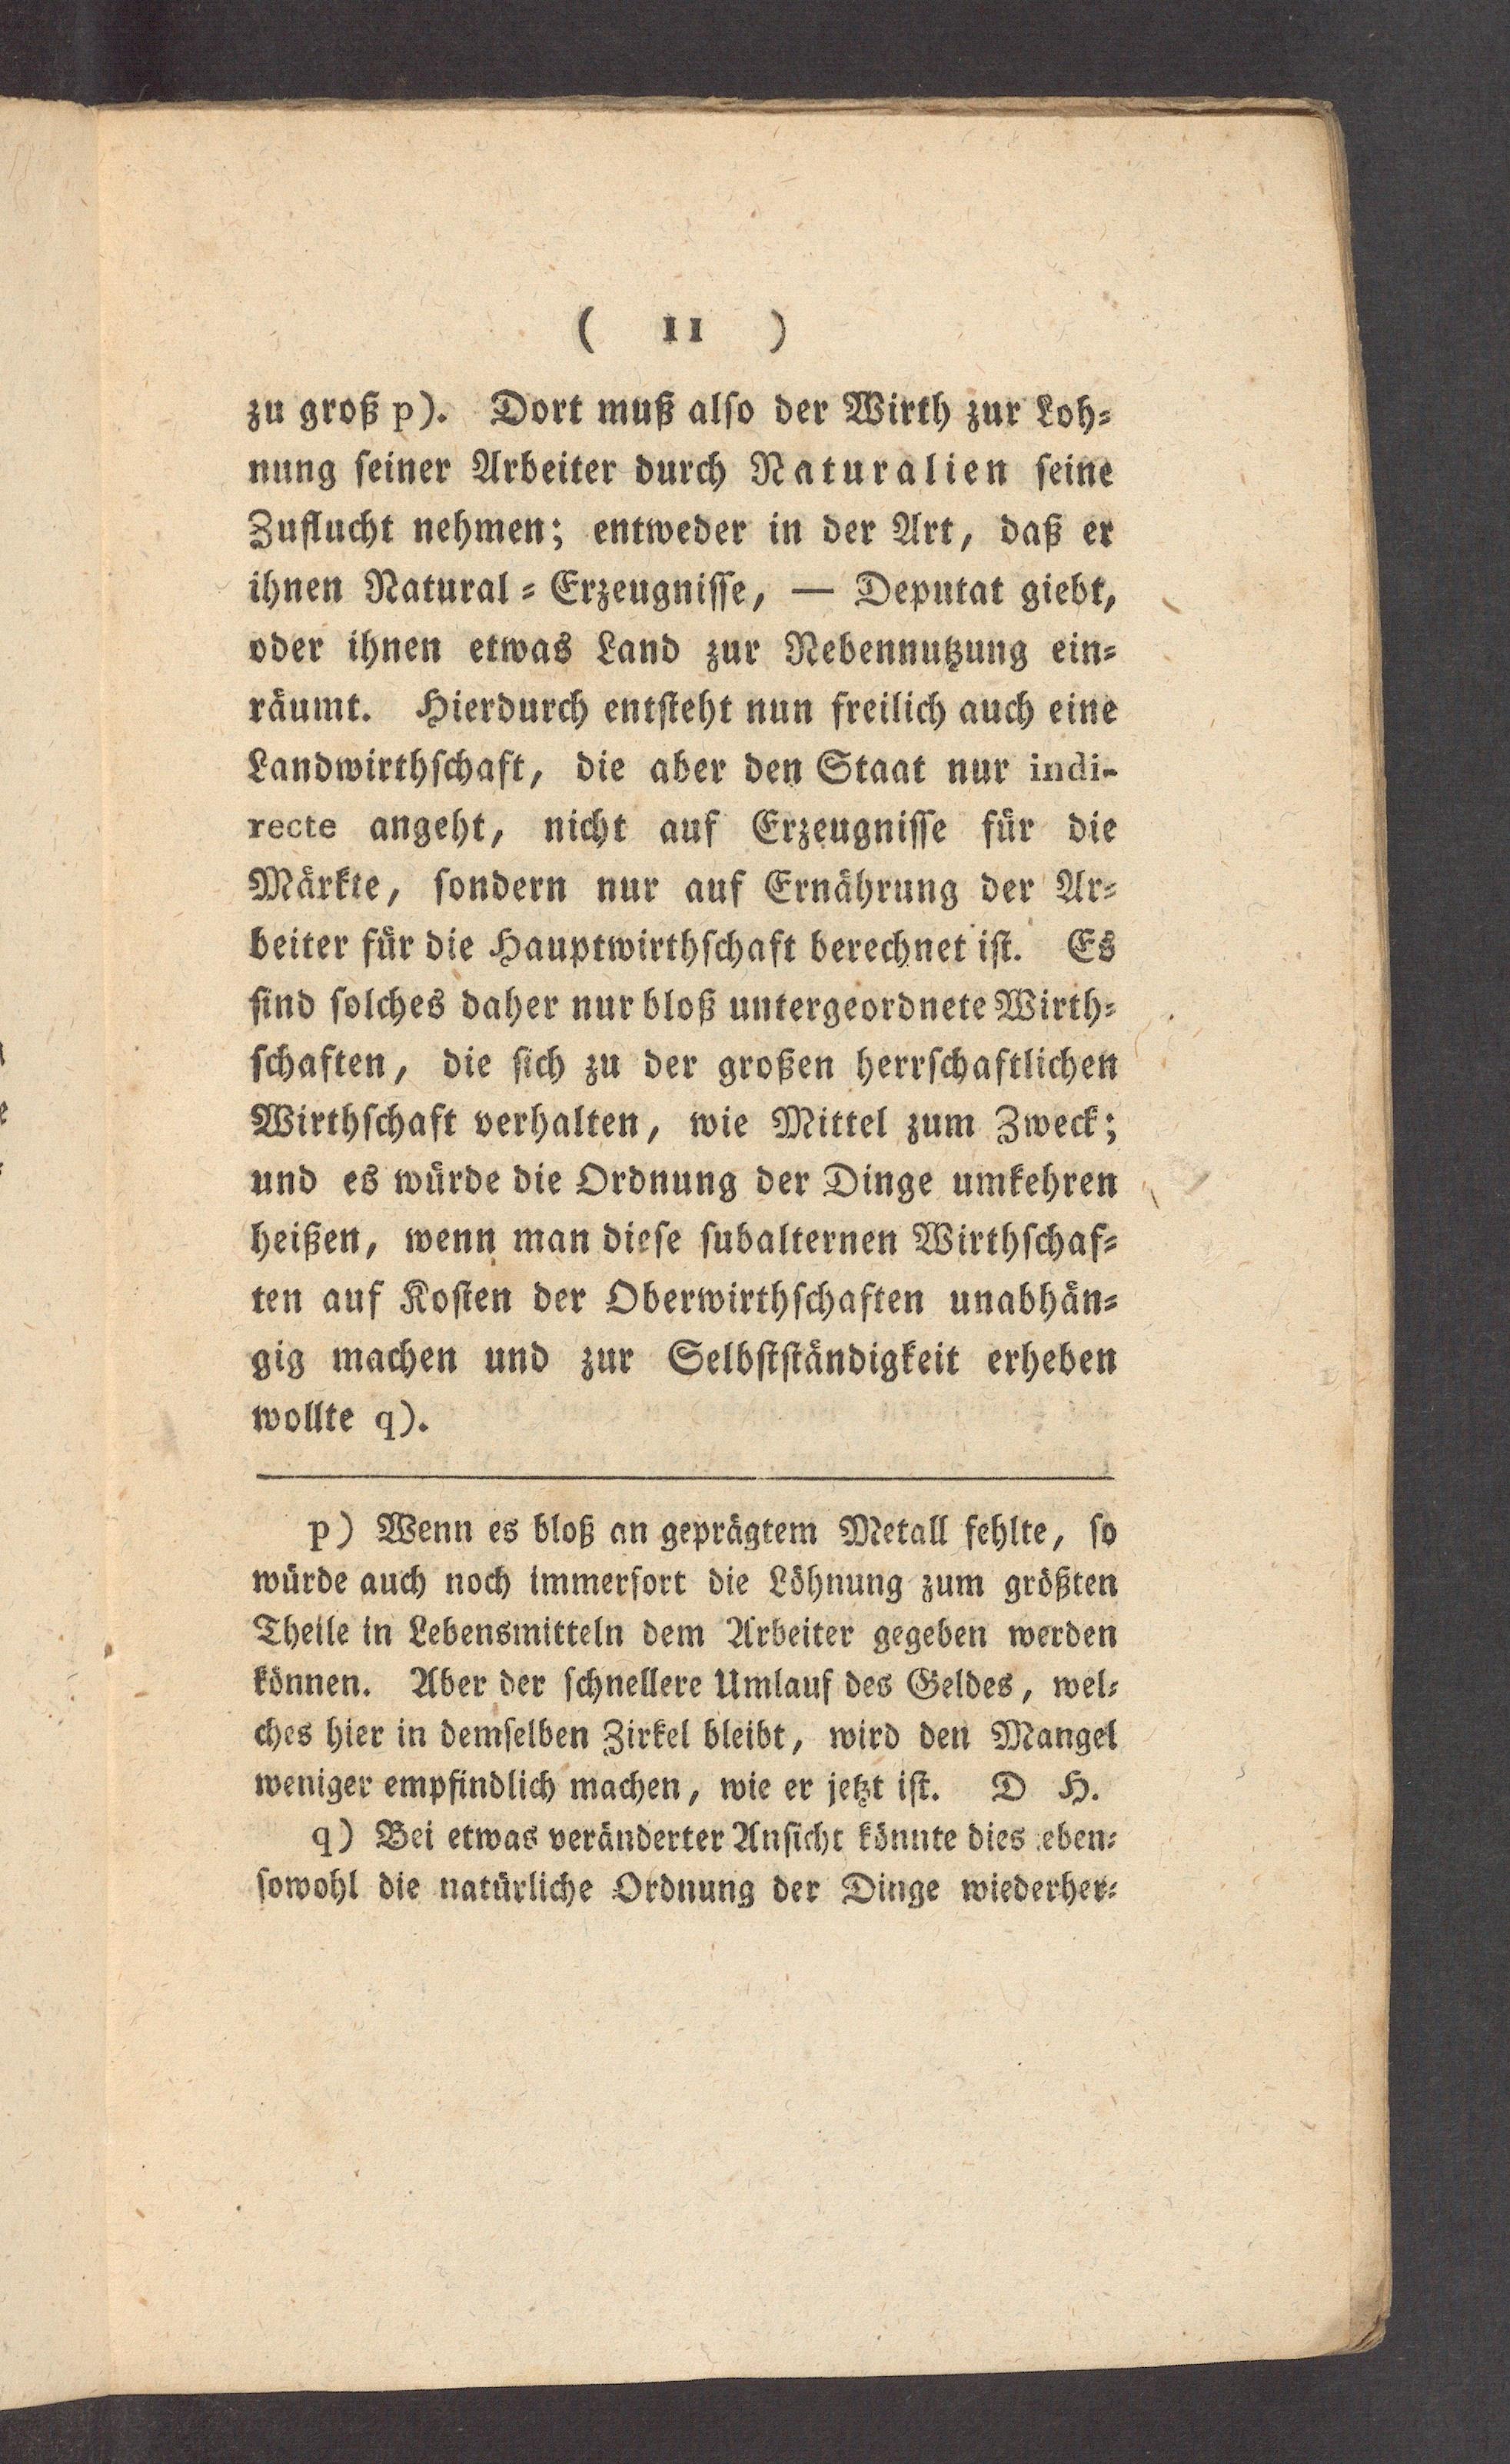 ( 11 )
zu groß p). Dort muß also der Wirth zur Loh⸗
nung seiner Arbeiter durch Naturalien seine
Zuflucht nehmen; entweder in der Art, daß er
ihnen Natural⸗Erzeugnisse, — Deputat giebt,
oder ihnen etwas Land zur Nebennutzung ein⸗
räumt. Hierdurch entsteht nun freilich auch eine
Landwirthschaft, die aber den Staat nur indi-
recte angeht, nicht auf Erzeugnisse für die
Märkte, sondern nur auf Ernährung der Ar⸗
beiter für die Hauptwirthschaft berechnet ist. Es
sind solches daher nur bloß untergeordnete Wirth⸗
schaften, die sich zu der großen herrschaftlichen
Wirthschaft verhalten, wie Mittel zum Zweck;
und es würde die Ordnung der Dinge umkehren
heißen, wenn man diese subalternen Wirthschaf⸗
ten auf Kosten der Oberwirthschaften unabhän⸗
gig machen und zur Selbstständigkeit erheben
wollte q).
p) Wenn es bloß an geprägtem Metall fehlte, so
würde auch noch immerfort die Löhnung zum größten
Theile in Lebensmitteln dem Arbeiter gegeben werden
können. Aber der schnellere Umlauf des Geldes, wel⸗
ches hier in demselben Zirkel bleibt, wird den Mangel
weniger empfindlich machen, wie er jetzt ist. D H.
q) Bei etwas veränderter Ansicht könnte dies eben⸗
sowohl die natürliche Ordnung der Dinge wiederher⸗